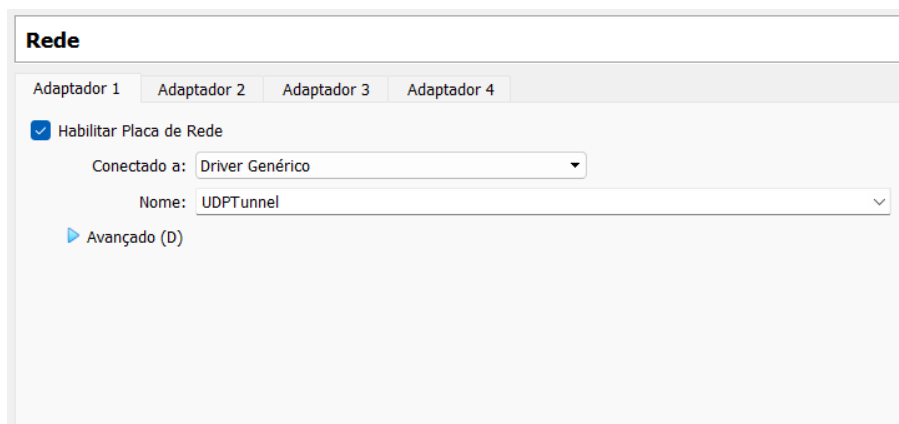 Rede
Adaptador 1 Adaptador 2 Adaptador 3 Adaptador 4
Habilitar Placa de Rede
Conectado a: Driver Genérico
Nome: UDPTunnel
Avançado (D)